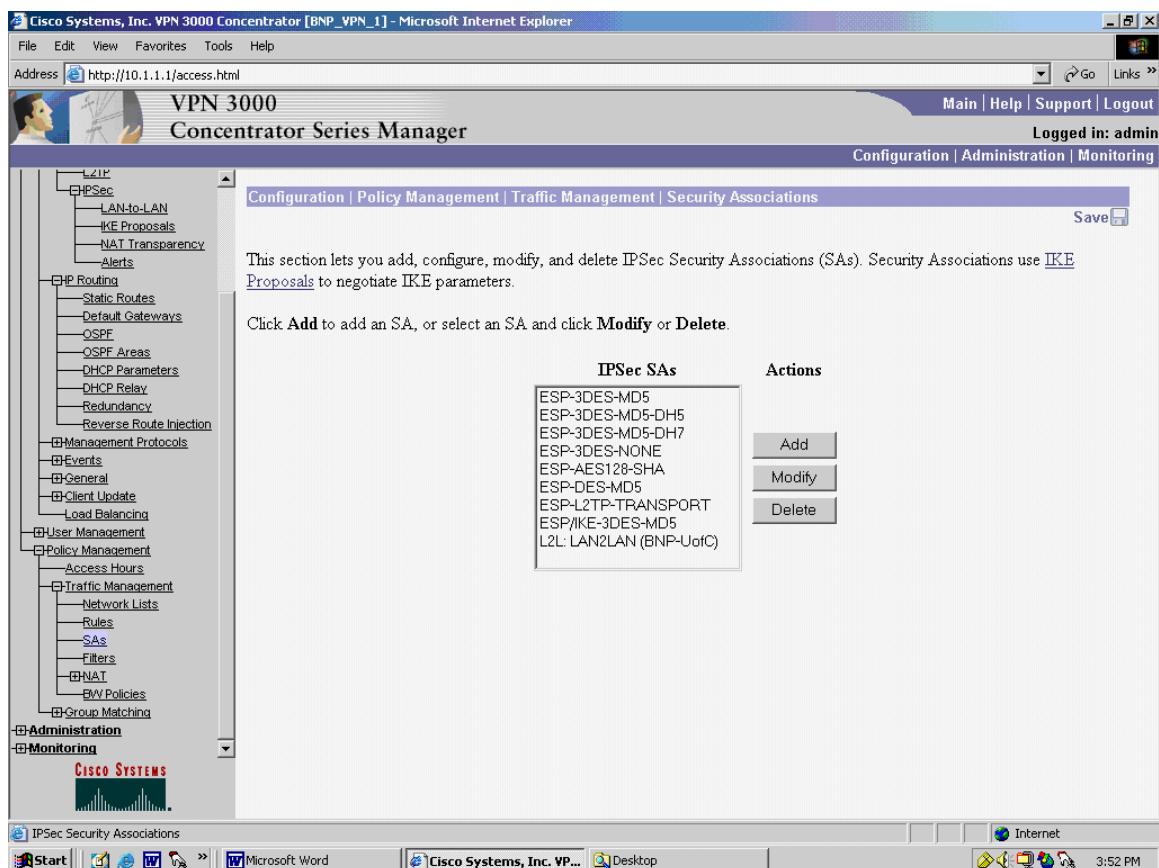 Cisco Systems, Inc. VPN 3000 Concentrator [BNP_VPN_1] - Microsoft Internet Explorer
File Edit View Favorites Tools Help
Address http://10.1.1.1/access.html Go Links »
VPN 3000
Concentrator Series Manager
Main | Help | Support | Logout
Logged in: admin
Configuration | Administration | Monitoring
L2TP
IPSec
LAN-to-LAN
IKE Proposals
NAT Transparency
Alerts
IP Routing
Static Routes
Default Gateways
OSPF
OSPF Areas
DHCP Parameters
DHCP Relay
Redundancy
Reverse Route Injection
Management Protocols
Events
General
Client Update
Load Balancing
User Management
Policy Management
Access Hours
Traffic Management
Network Lists
Rules
SAs
Filters
NAT
BW Policies
Group Matching
Administration
Monitoring
CISCO SYSTEMS
Configuration | Policy Management | Traffic Management | Security Associations
Save
This section lets you add, configure, modify, and delete IPSec Security Associations (SAs). Security Associations use IKE
Proposals to negotiate IKE parameters.
Click Add to add an SA, or select an SA and click Modify or Delete.
IPSec SAs Actions
ESP-3DES-MD5
ESP-3DES-MD5-DH5
ESP-3DES-MD5-DH7
ESP-3DES-NONE
ESP-AES128-SHA
ESP-DES-MD5
ESP-L2TP-TRANSPORT
ESP/IKE-3DES-MD5
L2L: LAN2LAN (BNP-UofC)
Add
Modify
Delete
IPSec Security Associations Internet
Start » Microsoft Word Cisco Systems, Inc. VP... Desktop 3:52 PM